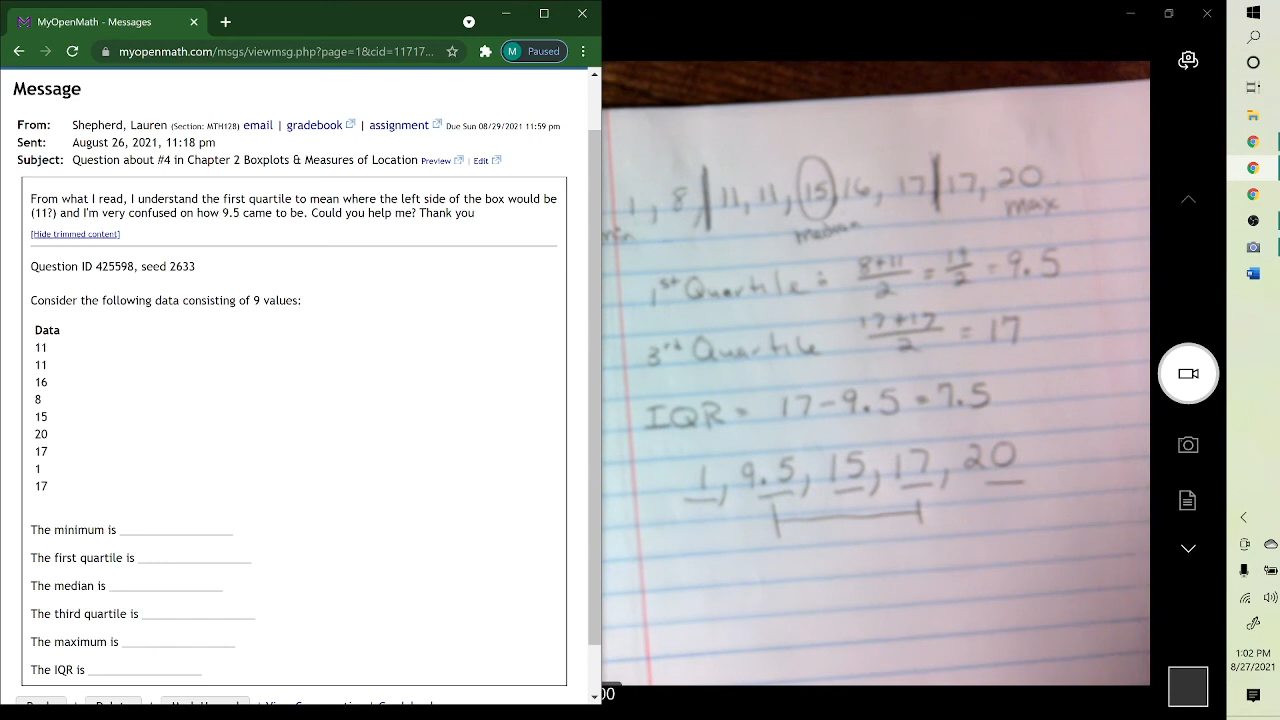 MyOpenMath - Messages
myopenmath.com/msgs/viewmsg.php?page=1&cid=11717...
M Paused
Message
From: Shepherd, Lauren (Section: MTH128) email | gradebook | assignment Due Sun 08/29/2021 11:59 pm
Sent: August 26, 2021, 11:18 pm
Subject: Question about #4 in Chapter 2 Boxplots & Measures of Location Preview | Edit
From what I read, I understand the first quartile to mean where the left side of the box would be
(11?) and I'm very confused on how 9.5 came to be. Could you help me? Thank you
[Hide trimmed content]
Question ID 425598, seed 2633
Consider the following data consisting of 9 values:
Data
11
11
16
8
15
20
17
1
17
The minimum is
The first quartile is
The median is
The third quartile is
The maximum is
The IQR is
1, 8 | 11, 11, 15, 16, 17 | 17, 20
min median max
1st Quartile = 8+11/2 = 19/2 = 9.5
3rd Quartile 17+17/2 = 17
IQR = 17-9.5 = 7.5
1, 9.5, 15, 17, 20
00
1:02 PM
8/27/2021